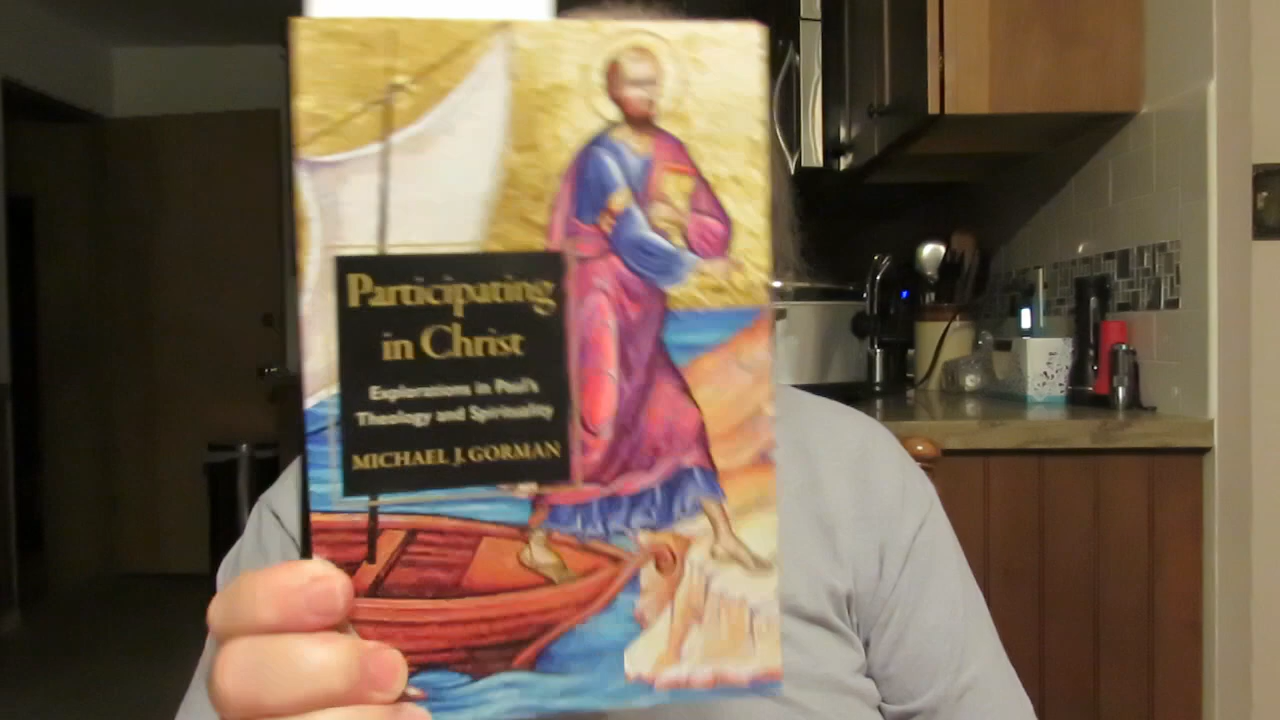 Participating
in Christ
Explorations in Paul's
Theology and Spirituality
MICHAEL J. GORMAN